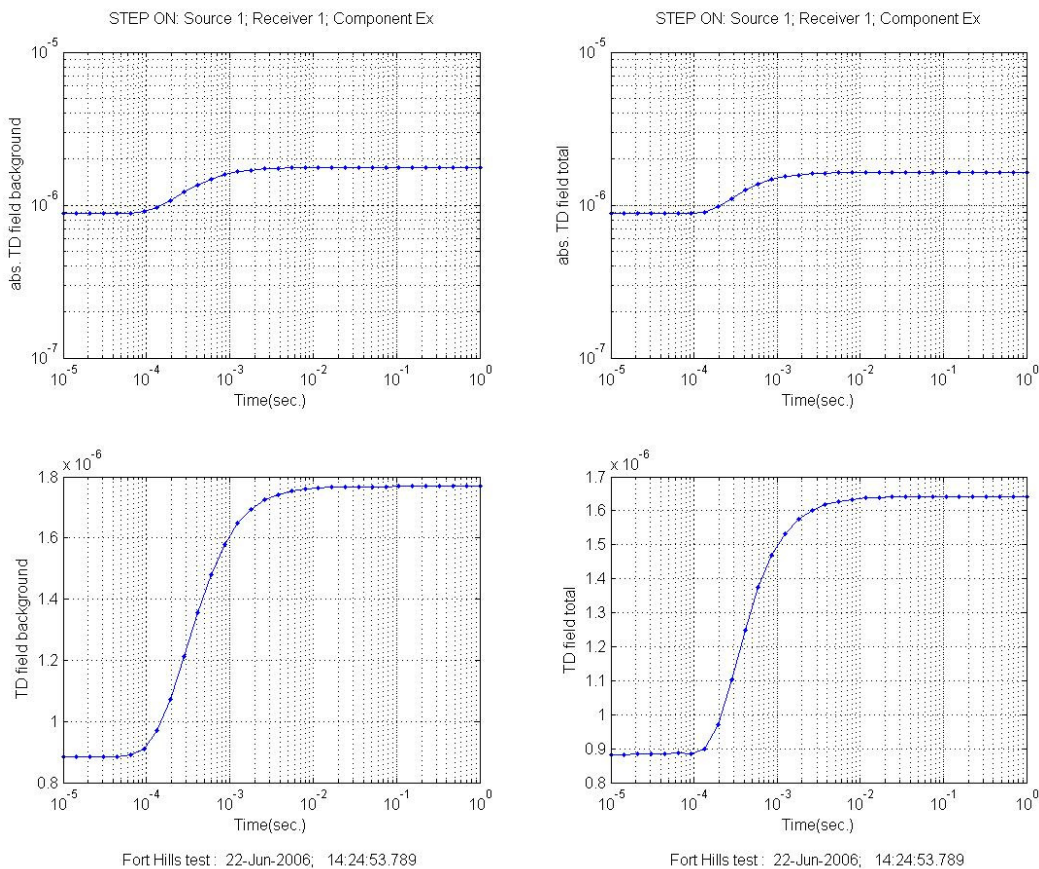 STEP ON: Source 1; Receiver 1; Component Ex
abs. TD field background
10^-5
10^-6
10^-7
10^-5 10^-4 10^-3 10^-2 10^-1 10^0
Time(sec.)
STEP ON: Source 1; Receiver 1; Component Ex
abs. TD field total
10^-5
10^-6
10^-7
10^-5 10^-4 10^-3 10^-2 10^-1 10^0
Time(sec.)
x 10^-6
TD field background
1.8
1.6
1.4
1.2
1
0.8
10^-5 10^-4 10^-3 10^-2 10^-1 10^0
Time(sec.)
Fort Hills test : 22-Jun-2006; 14:24:53.789
x 10^-6
TD field total
1.7
1.6
1.5
1.4
1.3
1.2
1.1
1
0.9
0.8
10^-5 10^-4 10^-3 10^-2 10^-1 10^0
Time(sec.)
Fort Hills test : 22-Jun-2006; 14:24:53.789